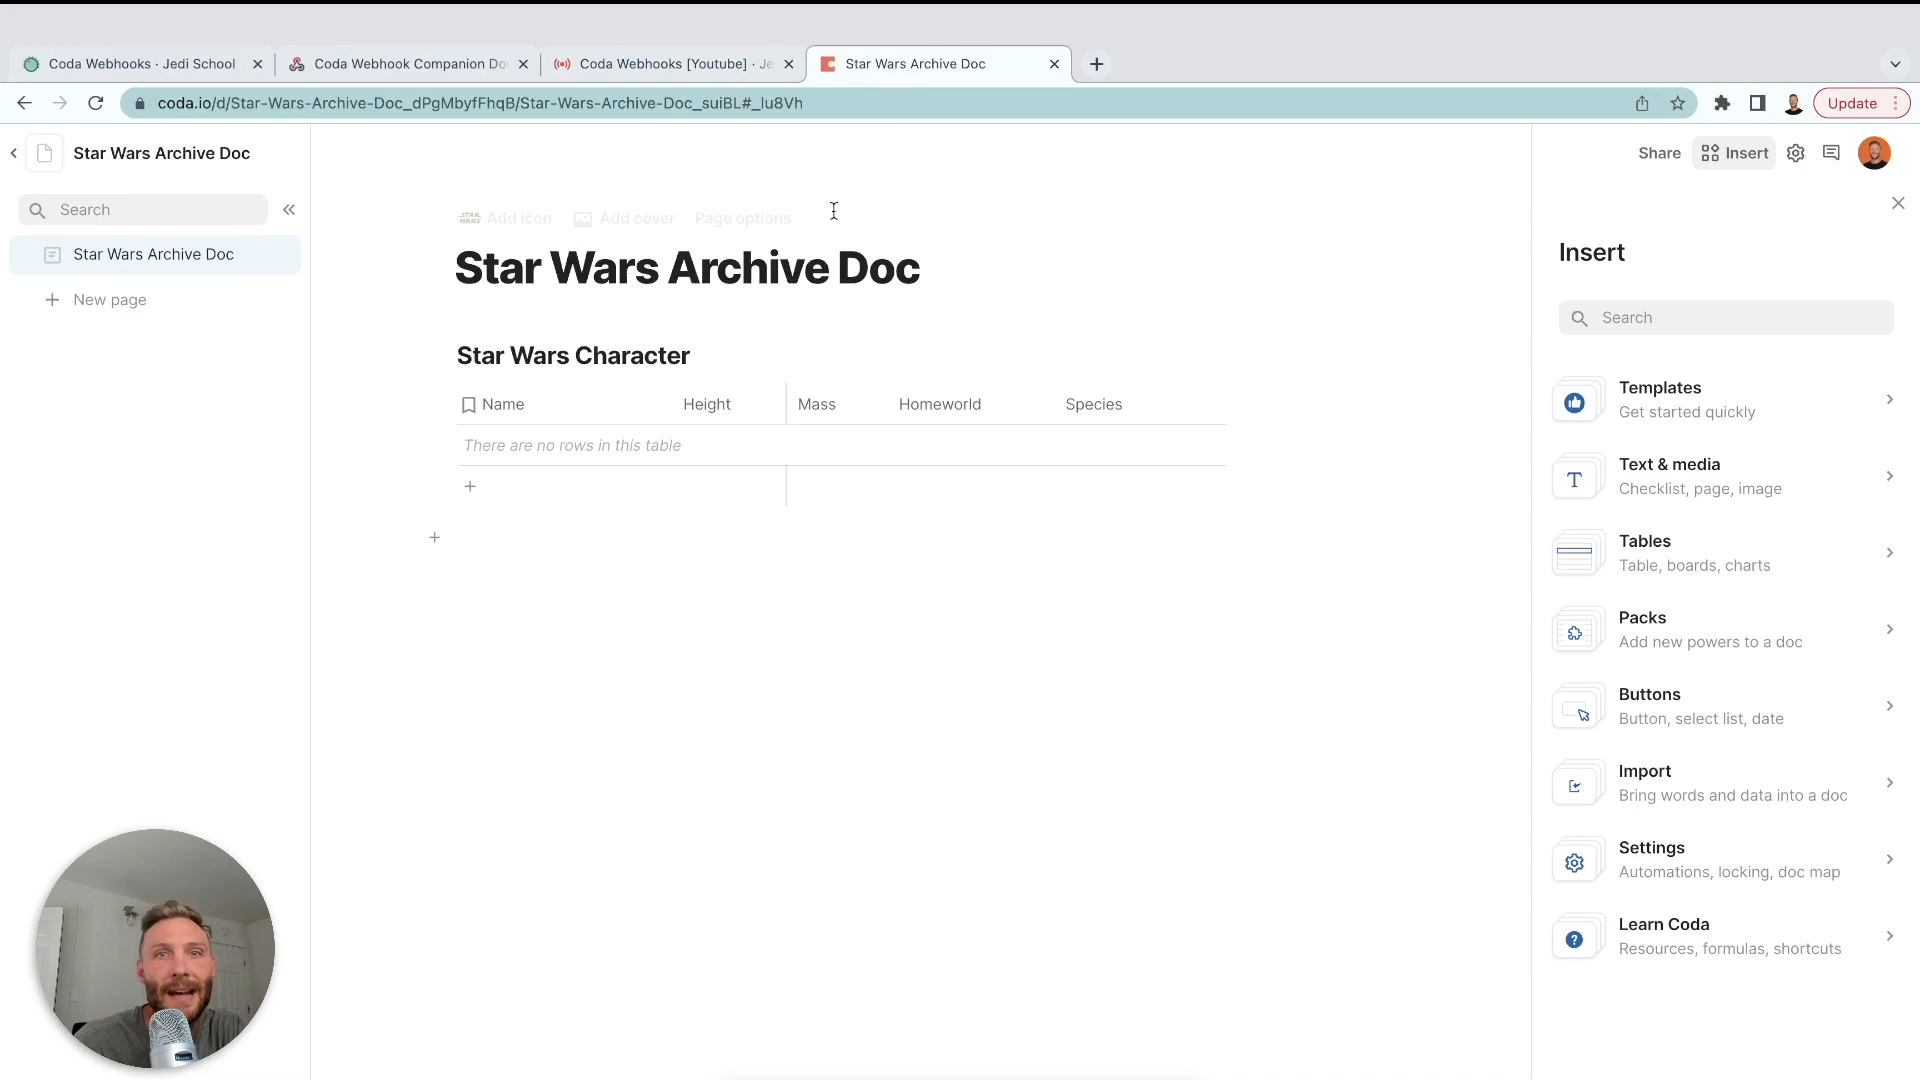 Coda Webhooks · Jedi School
Coda Webhook Companion Do
Coda Webhooks [Youtube] · Je
Star Wars Archive Doc
coda.io/d/Star-Wars-Archive-Doc_dPgMbyfFhqB/Star-Wars-Archive-Doc_suiBL#_lu8Vh
Update
Star Wars Archive Doc
Share
Insert
Search
Star Wars Archive Doc
New page
STAR WARS
Add icon
Add cover
Page options
Star Wars Archive Doc
Star Wars Character
Name
Height
Mass
Homeworld
Species
There are no rows in this table
Insert
Search
Templates
Get started quickly
T
Text & media
Checklist, page, image
Tables
Table, boards, charts
Packs
Add new powers to a doc
Buttons
Button, select list, date
Import
Bring words and data into a doc
Settings
Automations, locking, doc map
?
Learn Coda
Resources, formulas, shortcuts